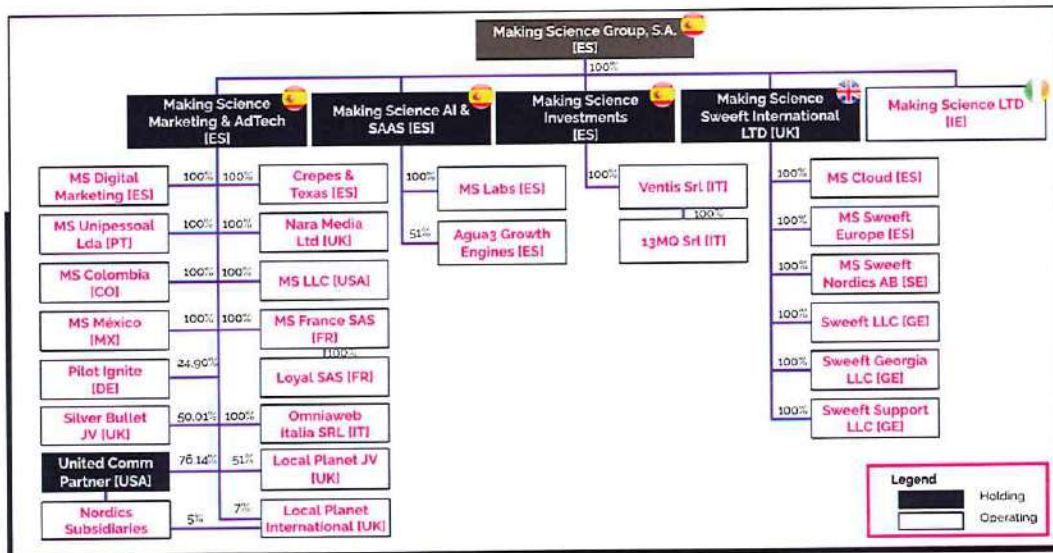 Making Science Group, S.A.
[ES]
100%
Making Science
Marketing & AdTech
[ES]
Making Science AI &
SAAS [ES]
Making Science
Investments
[ES]
Making Science
Sweeft International
LTD [UK]
Making Science LTD
[IE]
MS Digital
Marketing [ES]
100%
100%
Crepes &
Texas [ES]
MS Unipessoal
Lda [PT]
100%
100%
Nara Media
Ltd [UK]
MS Colombia
[CO]
100%
100%
MS LLC [USA]
MS México
[MX]
100%
100%
MS France SAS
[FR]
100%
Loyal SAS [FR]
Pilot Ignite
[DE]
24.90%
Silver Bullet
JV [UK]
50.01%
100%
Omniaweb
Italia SRL [IT]
United Comm
Partner [USA]
76.14%
51%
Local Planet JV
[UK]
Nordics
Subsidiaries
5%
7%
Local Planet
International [UK]
100%
MS Labs [ES]
51%
Agua3 Growth
Engines [ES]
100%
Ventis Srl [IT]
100%
13MQ Srl [IT]
100%
MS Cloud [ES]
100%
MS Sweeft
Europe [ES]
100%
MS Sweeft
Nordics AB [SE]
100%
Sweeft LLC [GE]
100%
Sweeft Georgia
LLC [GE]
100%
Sweeft Support
LLC [GE]
Legend
Holding
Operating